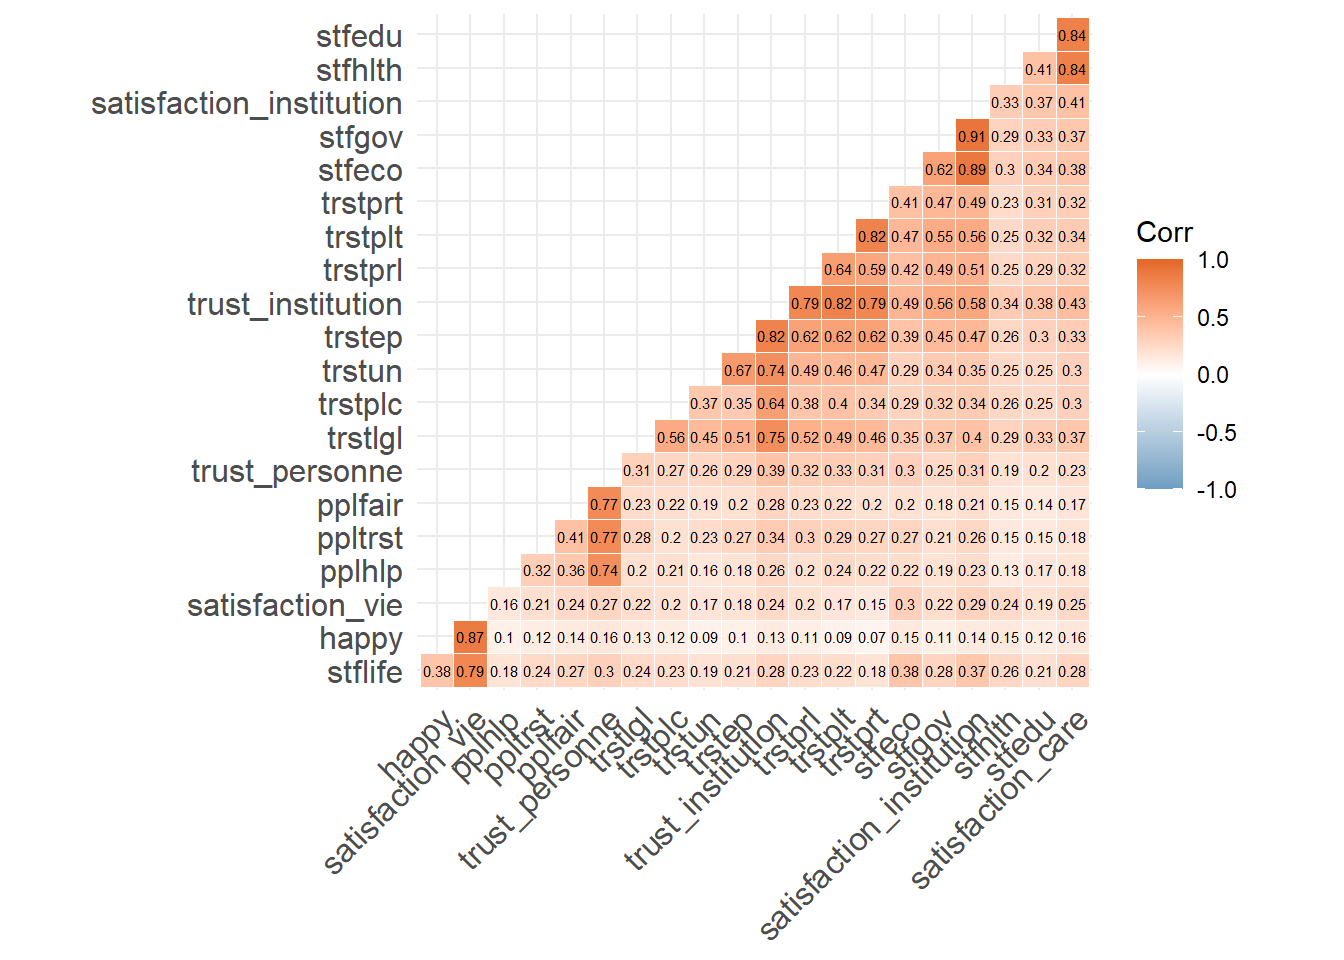 stfedu 0.84
stfhlth 0.41 0.84
satisfaction_institution 0.33 0.37 0.41
stfgov 0.91 0.29 0.33 0.37
stfeco 0.62 0.89 0.3 0.34 0.38
trstprt 0.41 0.47 0.49 0.23 0.31 0.32
trstplt 0.82 0.47 0.55 0.56 0.25 0.32 0.34
trstprl 0.64 0.59 0.42 0.49 0.51 0.25 0.29 0.32
trust_institution 0.79 0.82 0.79 0.49 0.56 0.58 0.34 0.38 0.43
trstep 0.82 0.62 0.62 0.62 0.39 0.45 0.47 0.26 0.3 0.33
trstun 0.67 0.74 0.49 0.46 0.47 0.29 0.34 0.35 0.25 0.25 0.3
trstplc 0.37 0.35 0.64 0.38 0.4 0.34 0.29 0.32 0.34 0.26 0.25 0.3
trstlgl 0.56 0.45 0.51 0.75 0.52 0.49 0.46 0.35 0.37 0.4 0.29 0.33 0.37
trust_personne 0.31 0.27 0.26 0.29 0.39 0.32 0.33 0.31 0.3 0.25 0.31 0.19 0.2 0.23
pplfair 0.77 0.23 0.22 0.19 0.2 0.28 0.23 0.22 0.2 0.2 0.18 0.21 0.15 0.14 0.17
ppltrst 0.41 0.77 0.28 0.2 0.23 0.27 0.34 0.3 0.29 0.27 0.27 0.21 0.26 0.15 0.15 0.18
pplhlp 0.32 0.36 0.74 0.2 0.21 0.16 0.18 0.26 0.2 0.24 0.22 0.22 0.19 0.23 0.13 0.17 0.18
satisfaction_vie 0.16 0.21 0.24 0.27 0.22 0.2 0.17 0.18 0.24 0.2 0.17 0.15 0.3 0.22 0.29 0.24 0.19 0.25
happy 0.87 0.1 0.12 0.14 0.16 0.13 0.12 0.09 0.1 0.13 0.11 0.09 0.07 0.15 0.11 0.14 0.15 0.12 0.16
stflife 0.38 0.79 0.18 0.24 0.27 0.3 0.24 0.23 0.19 0.21 0.28 0.23 0.22 0.18 0.38 0.28 0.37 0.26 0.21 0.28
happy
satisfaction_vie
pplhlp
ppltrst
pplfair
trust_personne
trstlgl
trstplc
trstun
trstep
trust_institution
trstprl
trstplt
trstprt
stfeco
stfgov
satisfaction_institution
stfhlth
stfedu
satisfaction_care
Corr
1.0
0.5
0.0
-0.5
-1.0